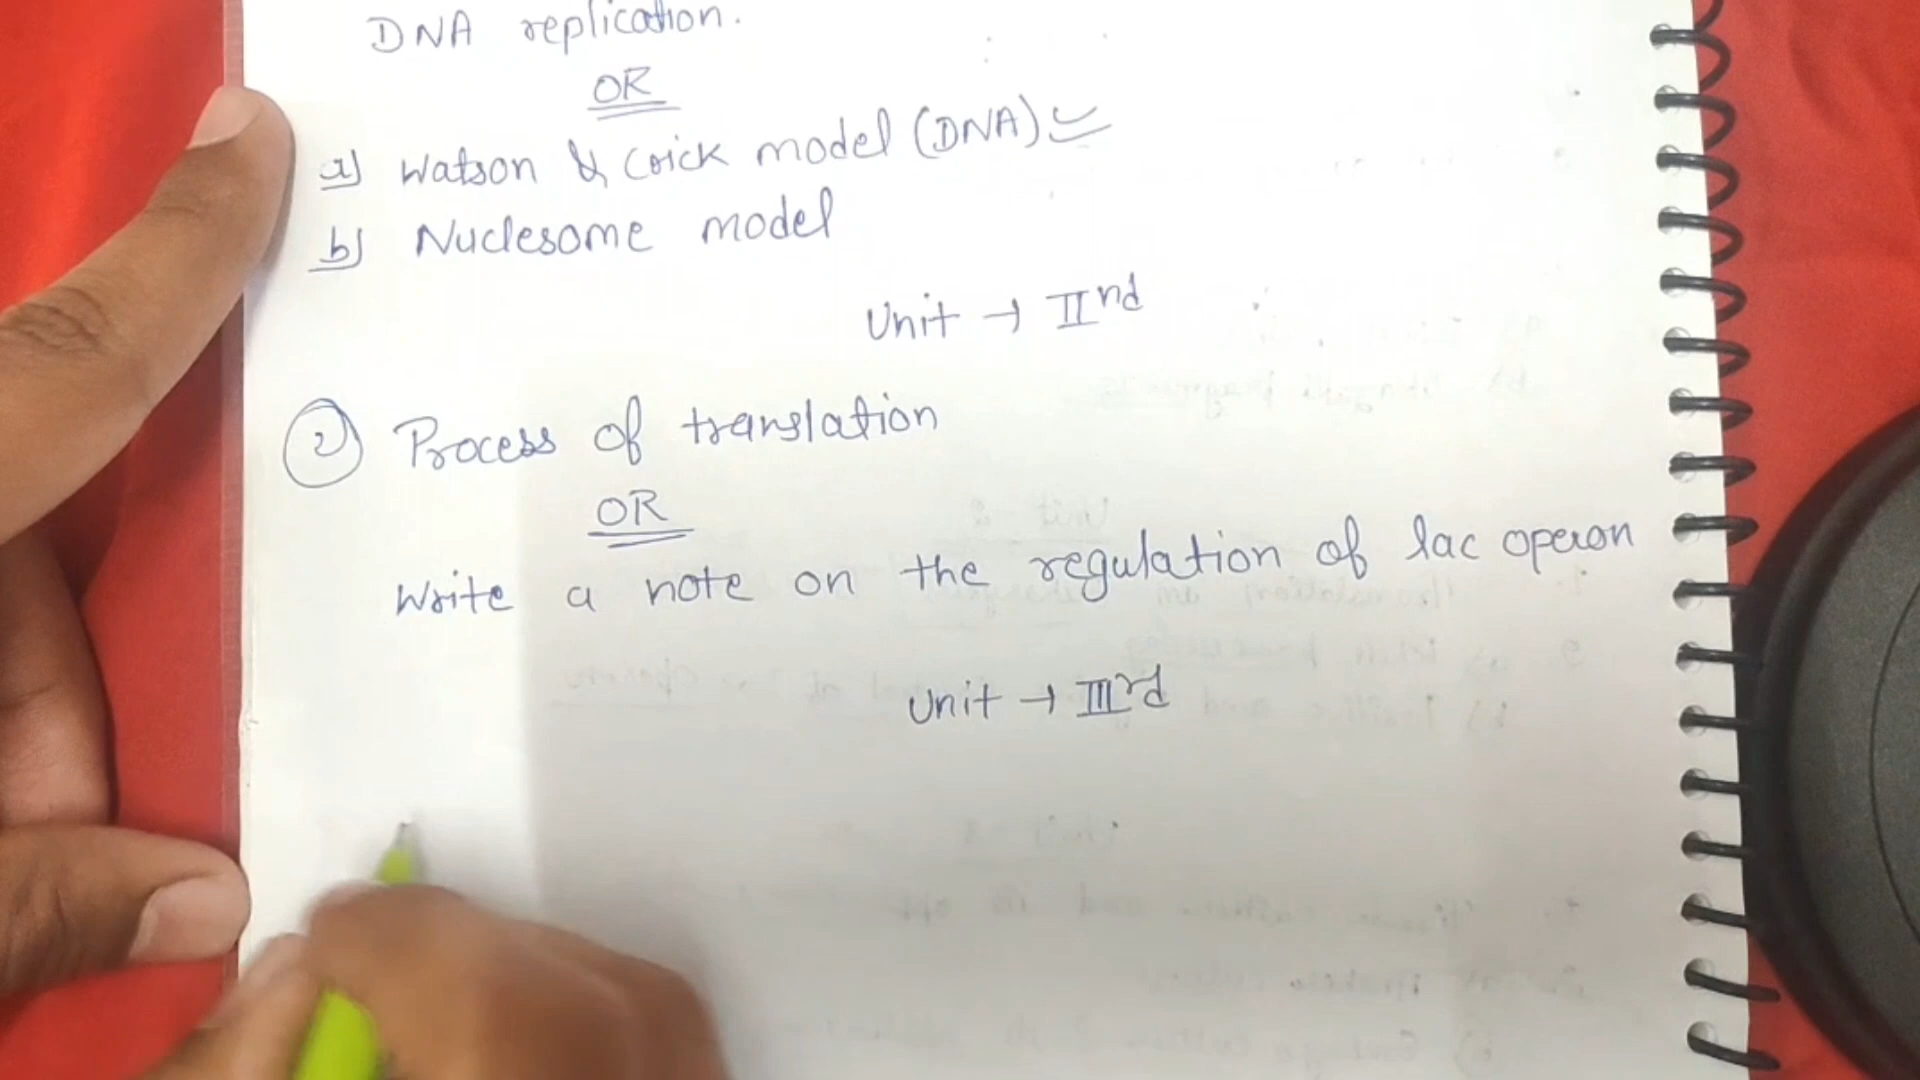 DNA replication.
OR
a) Watson & Crick model (DNA)
b) Nuclesome model
Unit → IInd
2 Process of translation
OR
Write a note on the regulation of lac operon
Unit → IIIrd